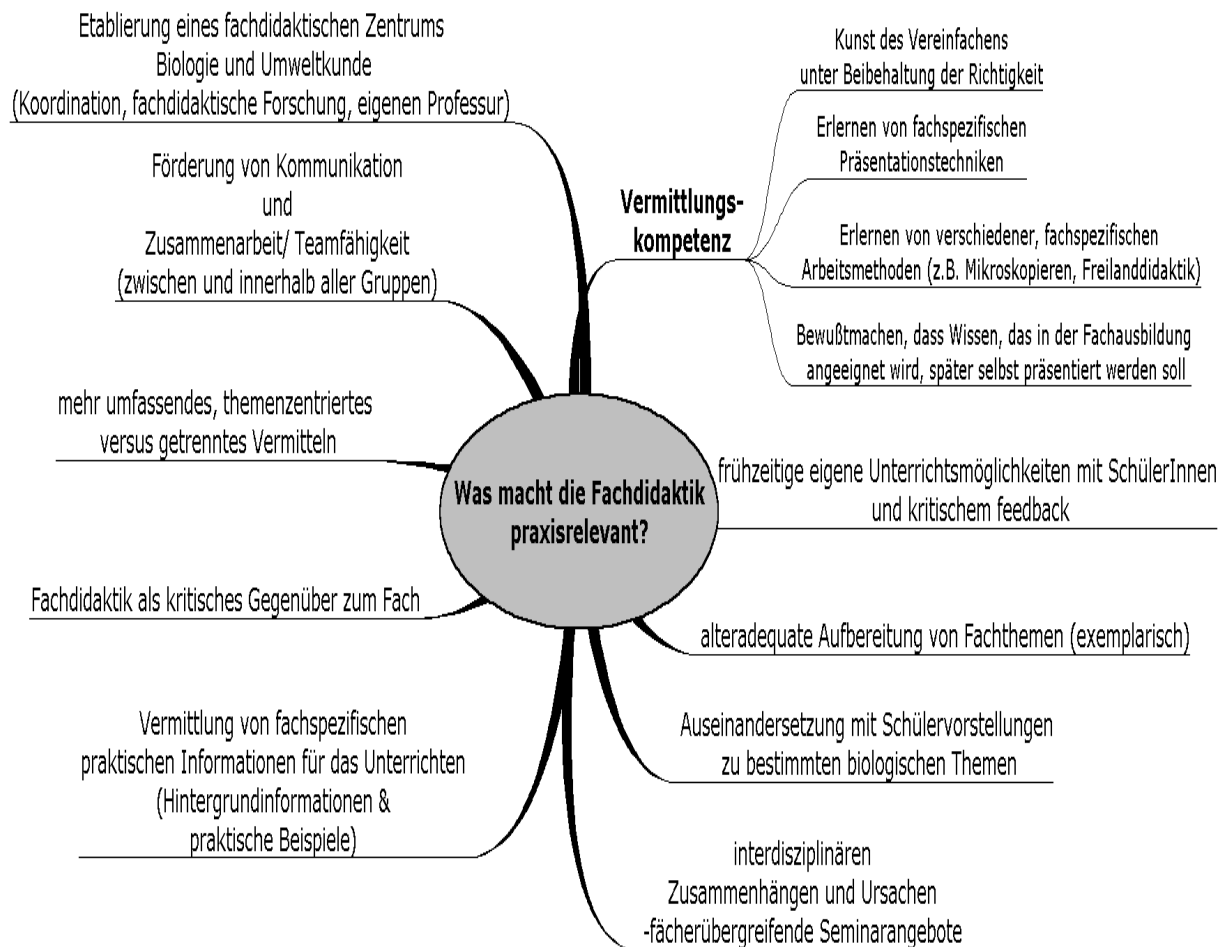 Was macht die Fachdidaktik
praxisrelevant?
Etablierung eines fachdidaktischen Zentrums
Biologie und Umweltkunde
(Koordination, fachdidaktische Forschung, eigenen Professur)
Förderung von Kommunikation
und
Zusammenarbeit/ Teamfähigkeit
(zwischen und innerhalb aller Gruppen)
mehr umfassendes, themenzentriertes
versus getrenntes Vermitteln
Fachdidaktik als kritisches Gegenüber zum Fach
Vermittlung von fachspezifischen
praktischen Informationen für das Unterrichten
(Hintergrundinformationen &
praktische Beispiele)
Vermittlungs-
kompetenz
Kunst des Vereinfachens
unter Beibehaltung der Richtigkeit
Erlernen von fachspezifischen
Präsentationstechniken
Erlernen von verschiedener, fachspezifischen
Arbeitsmethoden (z.B. Mikroskopieren, Freilanddidaktik)
Bewußtmachen, dass Wissen, das in der Fachausbildung
angeeignet wird, später selbst präsentiert werden soll
frühzeitige eigene Unterrichtsmöglichkeiten mit SchülerInnen
und kritischem feedback
alteradequate Aufbereitung von Fachthemen (exemplarisch)
Auseinandersetzung mit Schülervorstellungen
zu bestimmten biologischen Themen
interdisziplinären
Zusammenhängen und Ursachen
-fächerübergreifende Seminarangebote